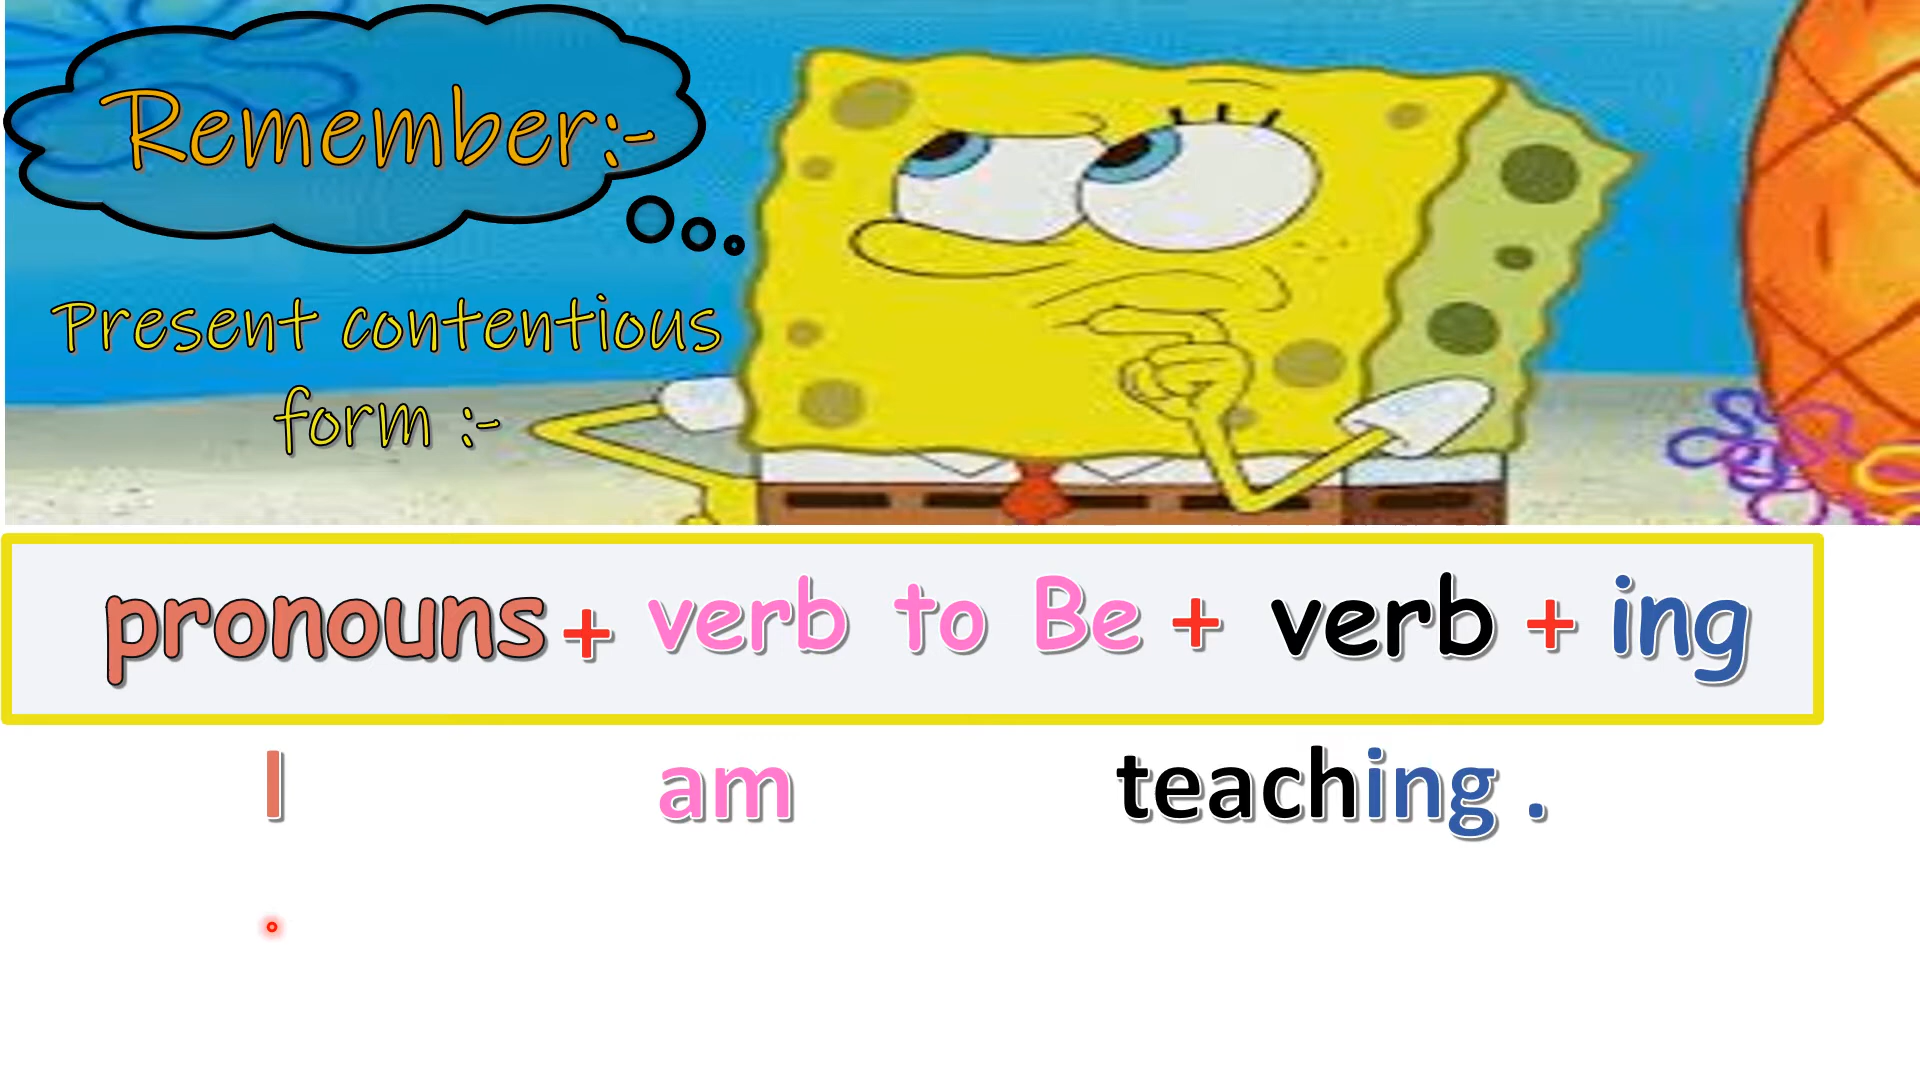 Remember:-
Present contentious
form :-
pronouns + verb to Be + verb + ing
I am teaching .